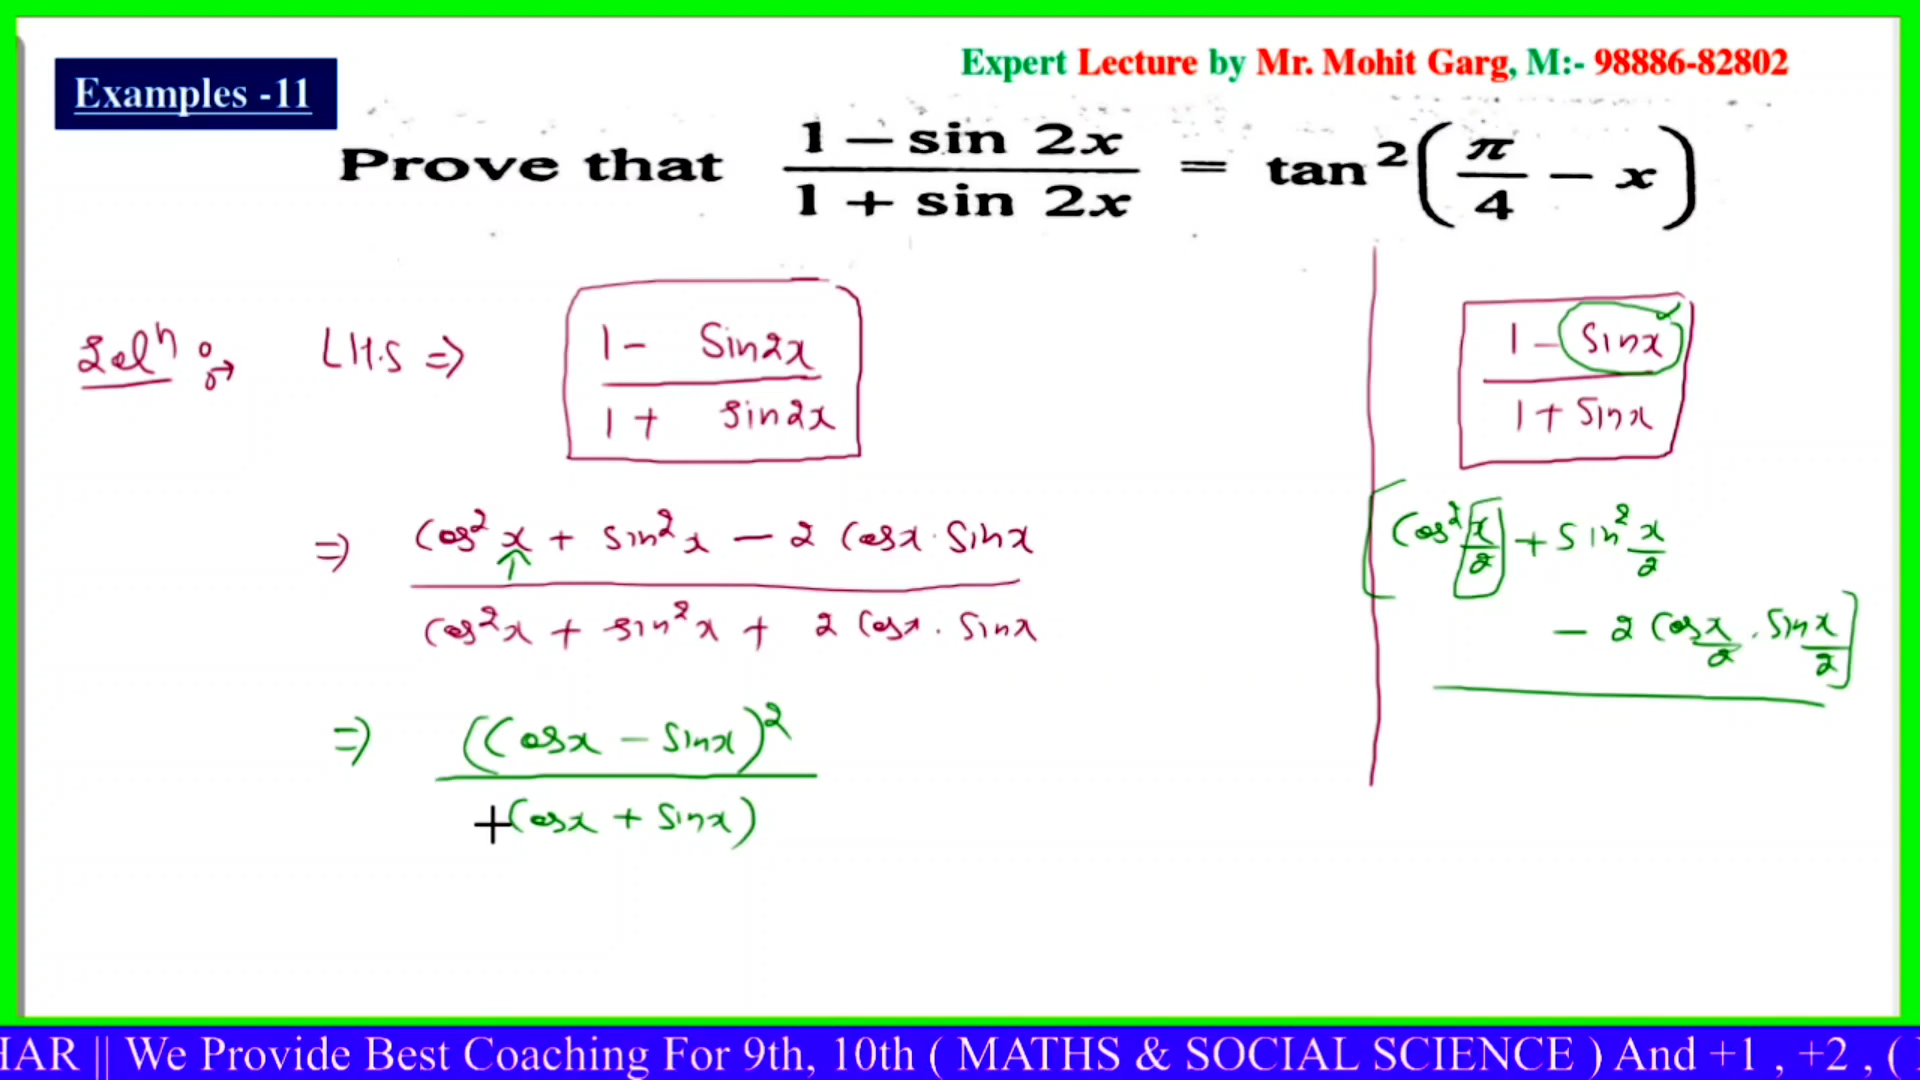 Expert Lecture by Mr. Mohit Garg, M:- 98886-82802
Examples -11
Prove that (1 − sin 2x)/(1 + sin 2x) = tan²(π/4 − x)
Solⁿ :→ L.H.S ⇒ (1 - Sin2x)/(1 + Sin2x)
⇒ (Cos²x + Sin²x − 2 Cosx · Sinx)/(Cos²x + Sin²x + 2 Cosx . Sinx)
⇒ ((Cosx − Sinx)²/(Cosx + Sinx)
(1 − Sinx)/(1 + Sinx)
[Cos² x/2 + Sin² x/2
− 2 Cos x/2 . Sin x/2]
HAR || We Provide Best Coaching For 9th, 10th ( MATHS & SOCIAL SCIENCE ) And +1 , +2 , (